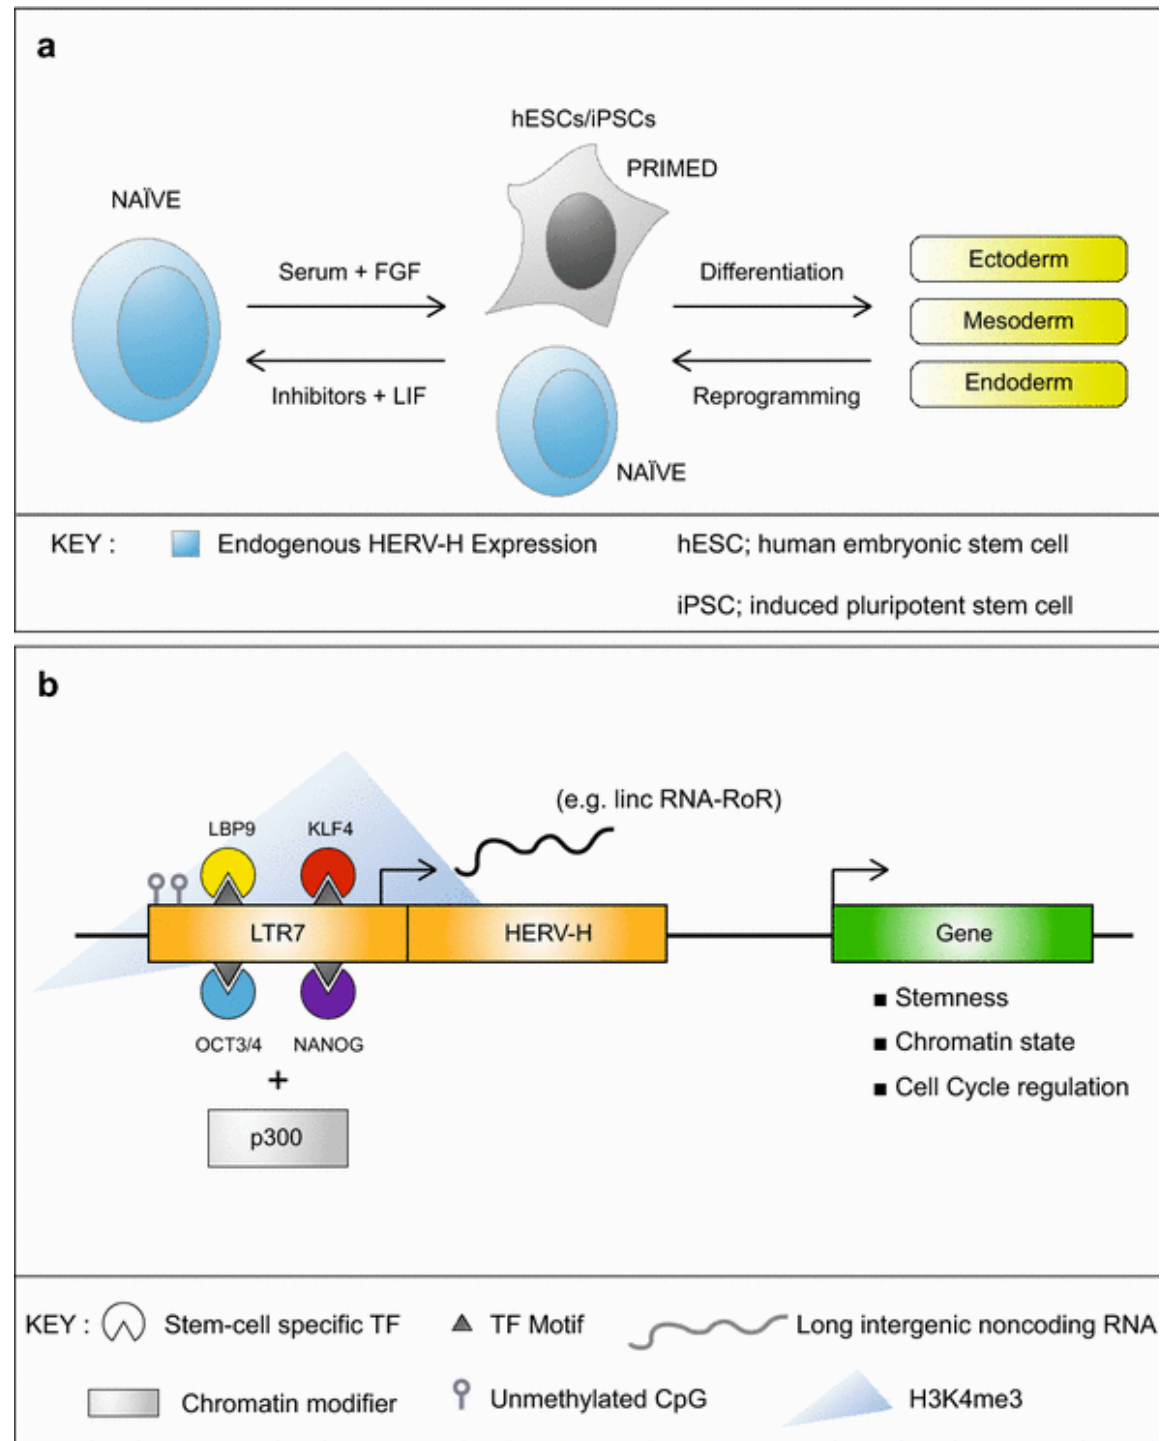 a
hESCs/iPSCs
PRIMED
NAÏVE
Serum + FGF
Differentiation
Ectoderm
Mesoderm
Endoderm
Inhibitors + LIF
Reprogramming
NAÏVE
KEY : Endogenous HERV-H Expression hESC; human embryonic stem cell
iPSC; induced pluripotent stem cell
b
(e.g. linc RNA-RoR)
LBP9 KLF4
LTR7 HERV-H Gene
OCT3/4 NANOG
+
p300
■ Stemness
■ Chromatin state
■ Cell Cycle regulation
KEY : Stem-cell specific TF TF Motif Long intergenic noncoding RNA
Chromatin modifier Unmethylated CpG H3K4me3